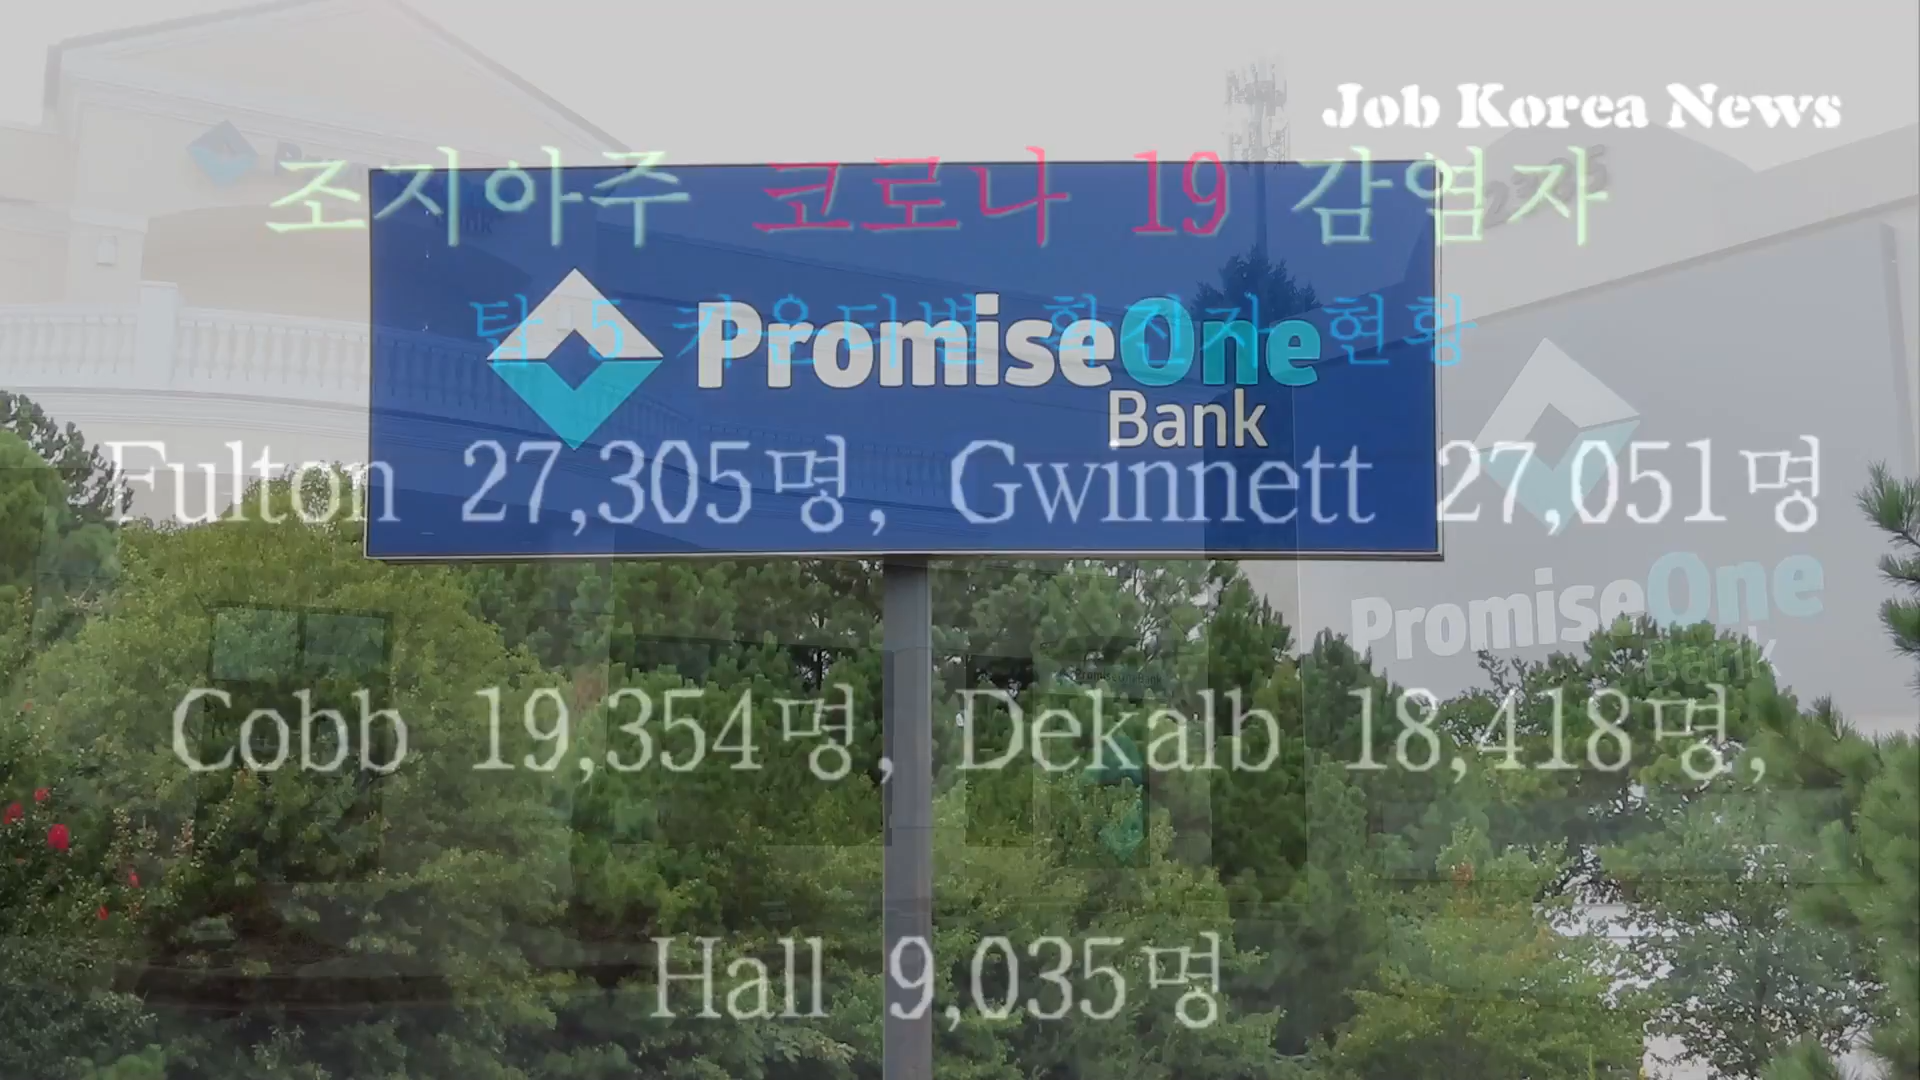 Job Korea News
조지아주 코로나 19 감염자
탑 5 카운티별 확진자 현황
PromiseOne
Bank
Fulton 27,305명, Gwinnett 27,051명
PromiseOne
Bank
Cobb 19,354명, Dekalb 18,418명,
Hall 9,035명